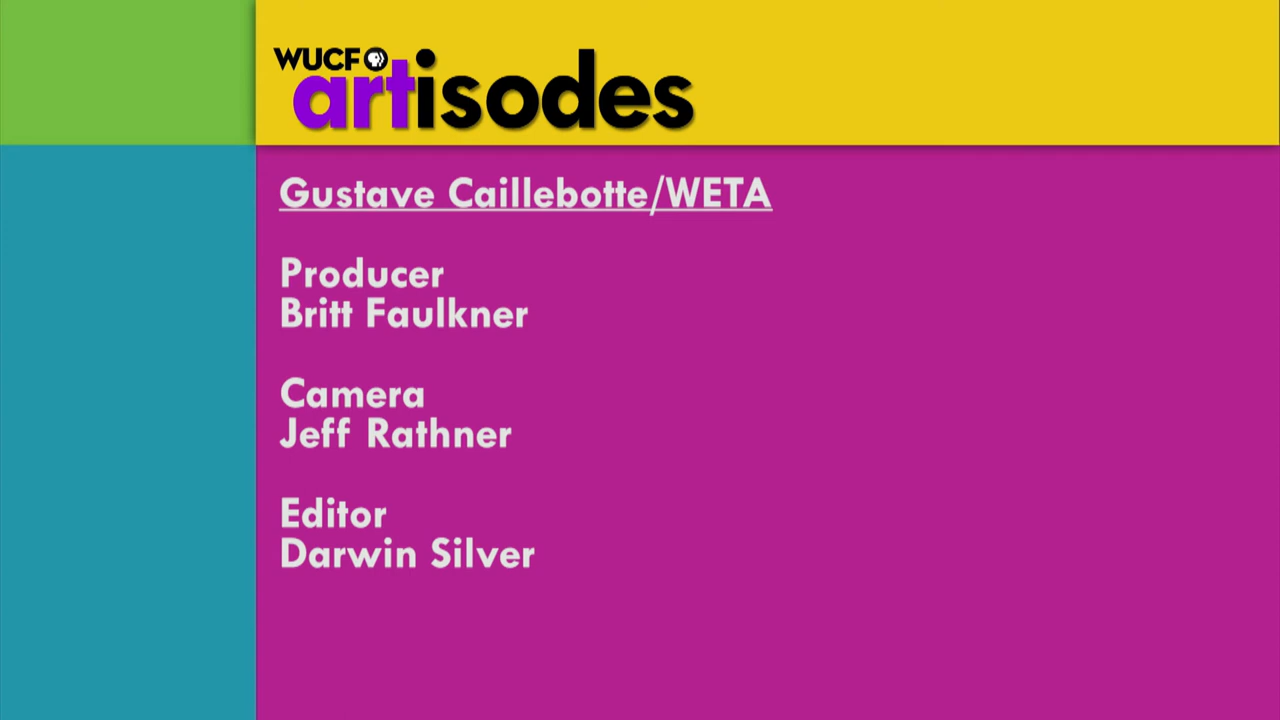 WUCF
artisodes
Gustave Caillebotte/WETA
Producer
Britt Faulkner
Camera
Jeff Rathner
Editor
Darwin Silver